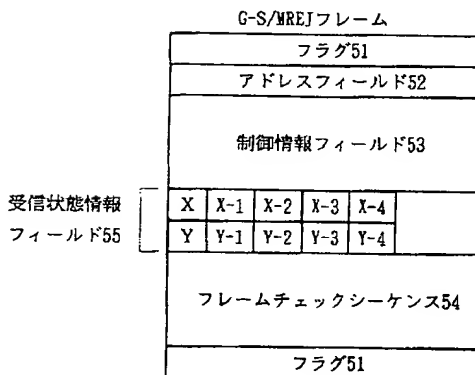 G-S/MREJフレーム
フラグ51
アドレスフィールド52
制御情報フィールド53
受信状態情報 X X-1 X-2 X-3 X-4
フィールド55 Y Y-1 Y-2 Y-3 Y-4
フレームチェックシーケンス54
フラグ51